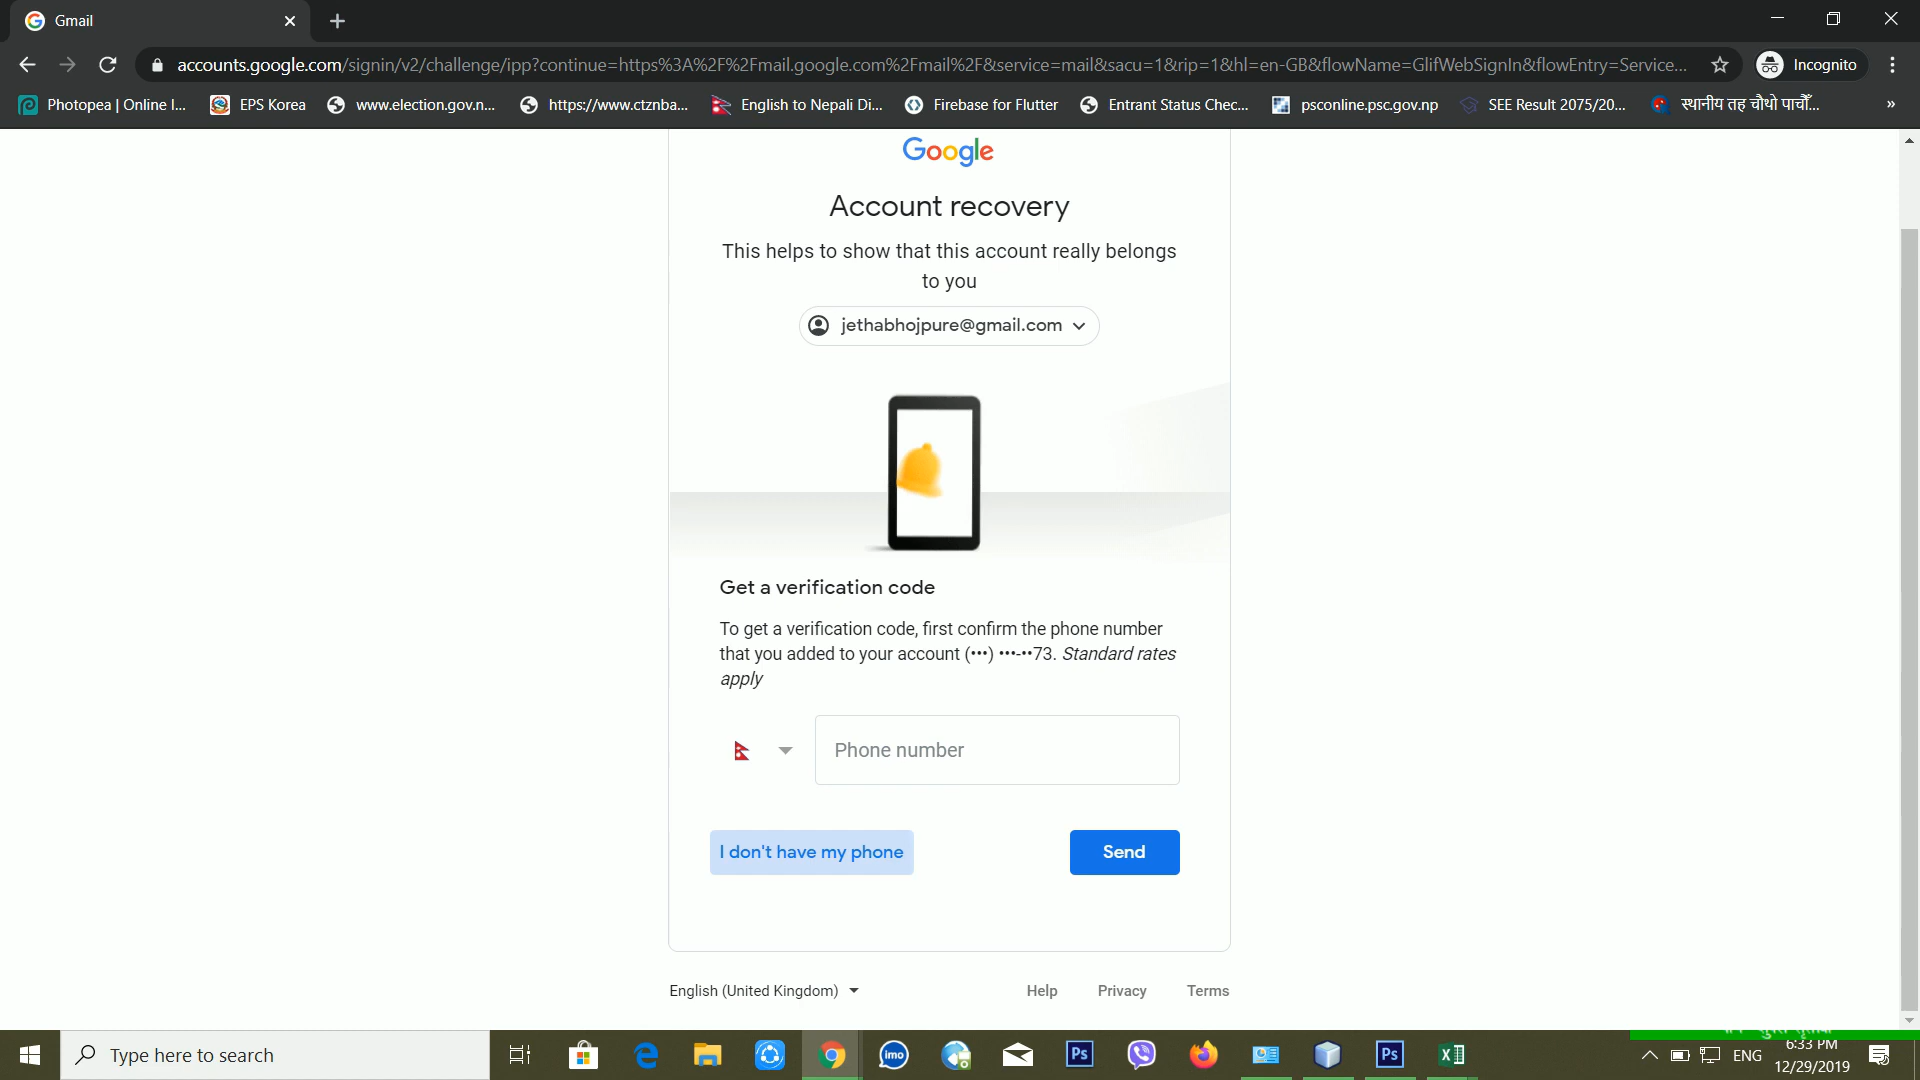 Gmail
accounts.google.com/signin/v2/challenge/ipp?continue=https%3A%2F%2Fmail.google.com%2Fmail%2F&service=mail&sacu=1&rip=1&hl=en-GB&flowName=GlifWebSignIn&flowEntry=Service...
Incognito
Photopea | Online I...
EPS Korea
www.election.gov.n...
https://www.ctznba...
English to Nepali Di...
Firebase for Flutter
Entrant Status Chec...
psconline.psc.gov.np
SEE Result 2075/20...
स्थानीय तह चौथो पाचौँ...
»
Google
Account recovery
This helps to show that this account really belongs
to you
jethabhojpure@gmail.com
Get a verification code
To get a verification code, first confirm the phone number
that you added to your account (•••) •••-••73. Standard rates
apply
Phone number
I don't have my phone
Send
English (United Kingdom)
Help
Privacy
Terms
Type here to search
imo
Ps
Ps
ENG
6:33 PM
12/29/2019